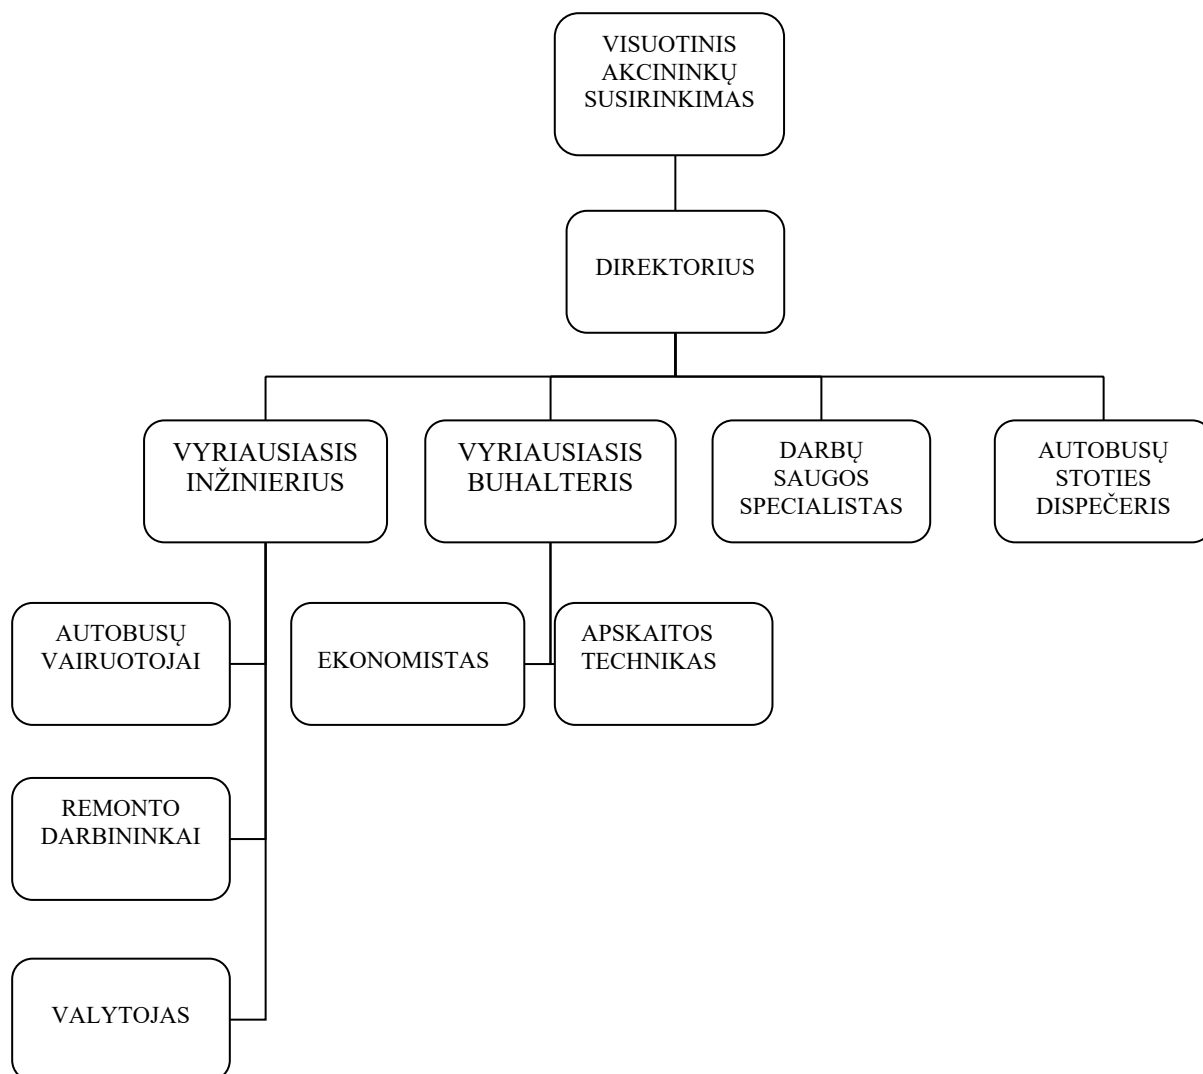 VISUOTINIS
AKCININKŲ
SUSIRINKIMAS
DIREKTORIUS
VYRIAUSIASIS
INŽINIERIUS
VYRIAUSIASIS
BUHALTERIS
DARBŲ
SAUGOS
SPECIALISTAS
AUTOBUSŲ
STOTIES
DISPEČERIS
AUTOBUSŲ
VAIRUOTOJAI
EKONOMISTAS
APSKAITOS
TECHNIKAS
REMONTO
DARBININKAI
VALYTOJAS